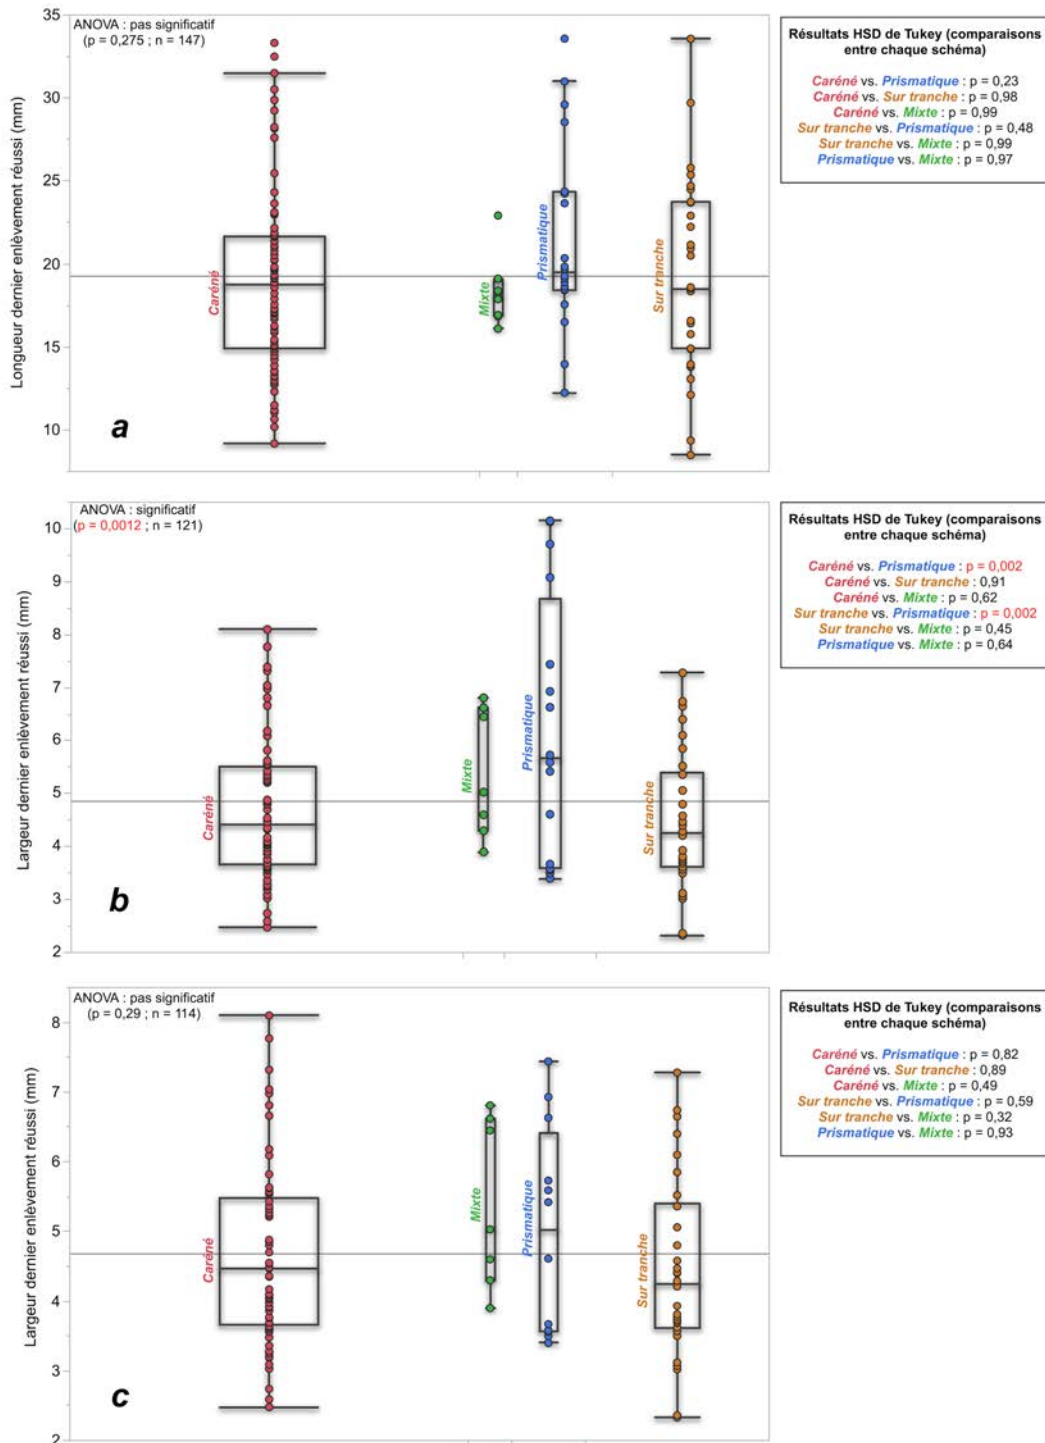 ANOVA : pas significatif
(p = 0,275 ; n = 147)
Longueur dernier enlèvement réussi (mm)
35
30
25
20
15
10
Caréné
Mixte
Prismatique
Sur tranche
a
Résultats HSD de Tukey (comparaisons
entre chaque schéma)
Caréné vs. Prismatique : p = 0,23
Caréné vs. Sur tranche : p = 0,98
Caréné vs. Mixte : p = 0,99
Sur tranche vs. Prismatique : p = 0,48
Sur tranche vs. Mixte : p = 0,99
Prismatique vs. Mixte : p = 0,97
ANOVA : significatif
(p = 0,0012 ; n = 121)
Largeur dernier enlèvement réussi (mm)
10
9
8
7
6
5
4
3
2
Caréné
Mixte
Prismatique
Sur tranche
b
Résultats HSD de Tukey (comparaisons
entre chaque schéma)
Caréné vs. Prismatique : p = 0,002
Caréné vs. Sur tranche : 0,91
Caréné vs. Mixte : p = 0,62
Sur tranche vs. Prismatique : p = 0,002
Sur tranche vs. Mixte : p = 0,45
Prismatique vs. Mixte : p = 0,64
ANOVA : pas significatif
(p = 0,29 ; n = 114)
Largeur dernier enlèvement réussi (mm)
8
7
6
5
4
3
2
Caréné
Mixte
Prismatique
Sur tranche
c
Résultats HSD de Tukey (comparaisons
entre chaque schéma)
Caréné vs. Prismatique : p = 0,82
Caréné vs. Sur tranche : 0,89
Caréné vs. Mixte : p = 0,49
Sur tranche vs. Prismatique : p = 0,59
Sur tranche vs. Mixte : p = 0,32
Prismatique vs. Mixte : p = 0,93